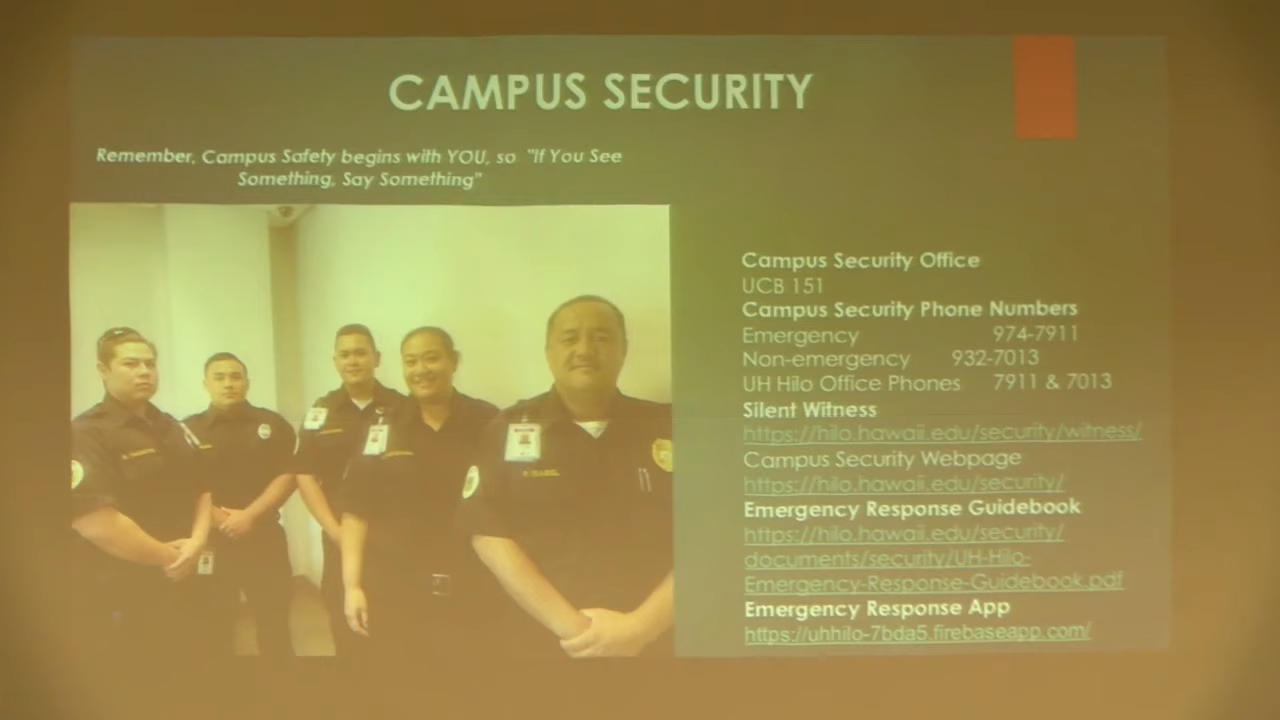 CAMPUS SECURITY
Remember, Campus Safety begins with YOU, so "If You See
Something, Say Something"
Campus Security Office
UCB 151
Campus Security Phone Numbers
Emergency 974-7911
Non-emergency 932-7013
UH Hilo Office Phones 7911 & 7013
Silent Witness
https://hilo.hawaii.edu/security/witness/
Campus Security Webpage
https://hilo.hawaii.edu/security/
Emergency Response Guidebook
https://hilo.hawaii.edu/security/
documents/security/UH-Hilo-
Emergency-Response-Guidebook.pdf
Emergency Response App
https://uhhilo-7bda5.firebaseapp.com/